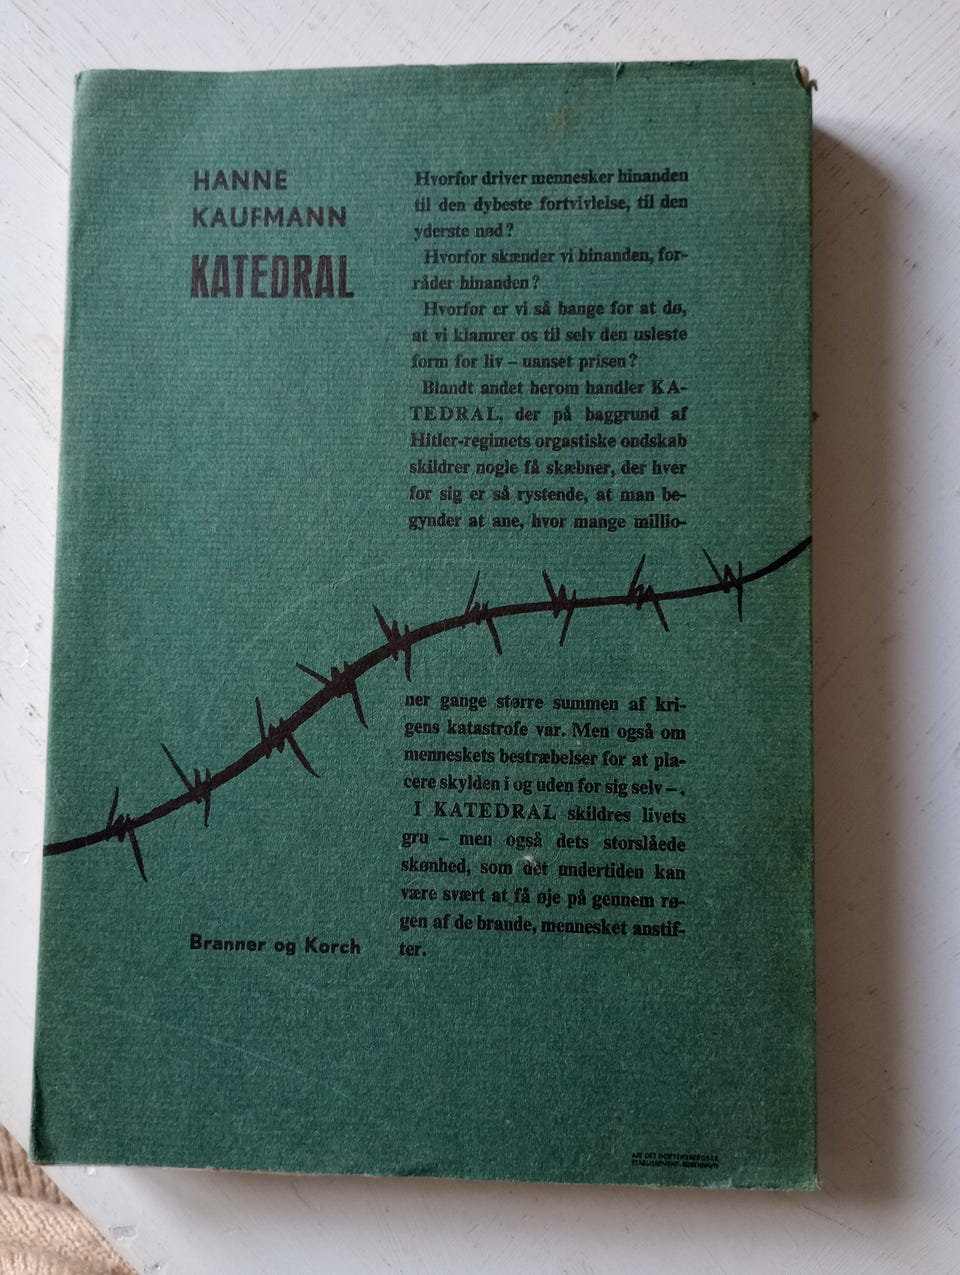 HANNE
KAUFMANN
KATEDRAL
Hvorfor driver mennesker hinanden
til den dybeste fortvivlelse, til den
yderste nød?
Hvorfor skænder vi hinanden, for-
råder hinanden?
Hvorfor er vi så bange for at dø,
at vi klamrer os til selv den usleste
form for liv – uanset prisen?
Blandt andet herom handler KA-
TEDRAL, der på baggrund af
Hitler-regimets orgastiske ondskab
skildrer nogle få skæbner, der hver
for sig er så rystende, at man be-
gynder at ane, hvor mange millio-
ner gange større summen af kri-
gens katastrofe var. Men også om
menneskets bestræbelser for at pla-
cere skylden i og uden for sig selv –.
I KATEDRAL skildres livets
gru – men også dets storslåede
skønhed, som det undertiden kan
være svært at få øje på gennem rø-
gen af de brande, mennesket anstif-
ter.
Branner og Korch
A/S DET HOFFENSBERGSKE
ETABLISSEMENT · KØBENHAVN